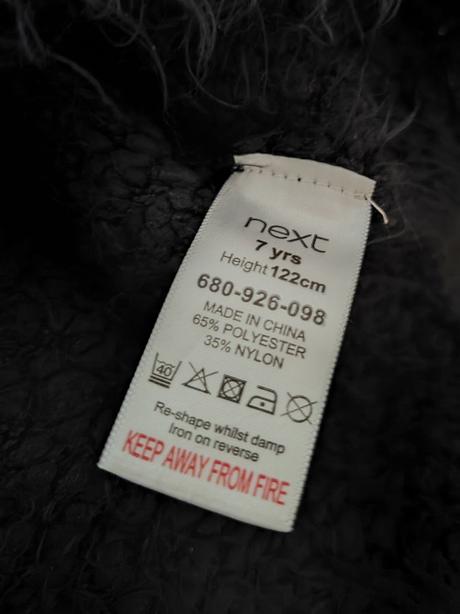 next
7 yrs
Height 122cm
680-926-098
MADE IN CHINA
65% POLYESTER
35% NYLON
40
Re-shape whilst damp
Iron on reverse
KEEP AWAY FROM FIRE